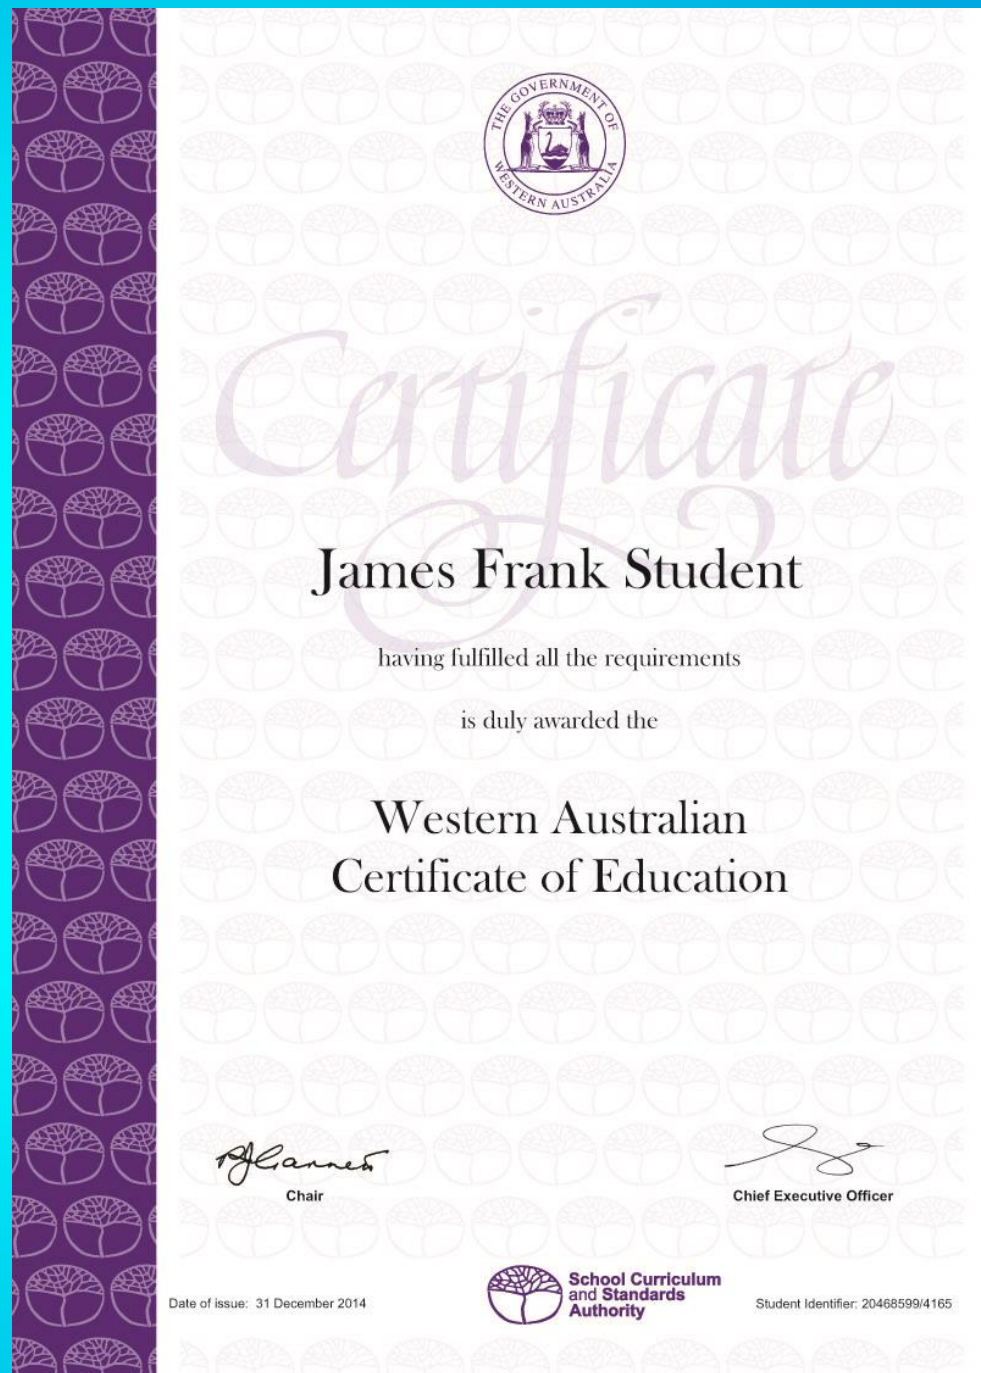 THE GOVERNMENT OF
WESTERN AUSTRALIA
Certificate
James Frank Student
having fulfilled all the requirements
is duly awarded the
Western Australian
Certificate of Education
Chair
Chief Executive Officer
Date of issue: 31 December 2014
School Curriculum
and Standards
Authority
Student Identifier: 20468599/4165